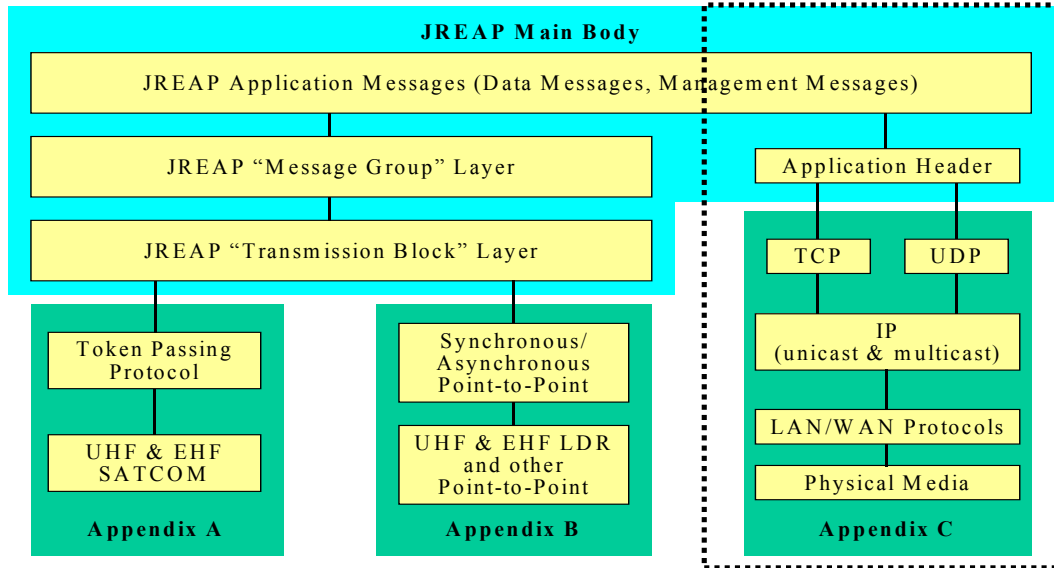 JREAP Main Body
JREAP Application Messages (Data Messages, Management Messages)
JREAP “Message Group” Layer
Application Header
JREAP “Transmission Block” Layer
TCP
UDP
Token Passing
Protocol
Synchronous/
Asynchronous
Point-to-Point
IP
(unicast & multicast)
UHF & EHF
SATCOM
UHF & EHF LDR
and other
Point-to-Point
LAN/WAN Protocols
Physical Media
Appendix A
Appendix B
Appendix C